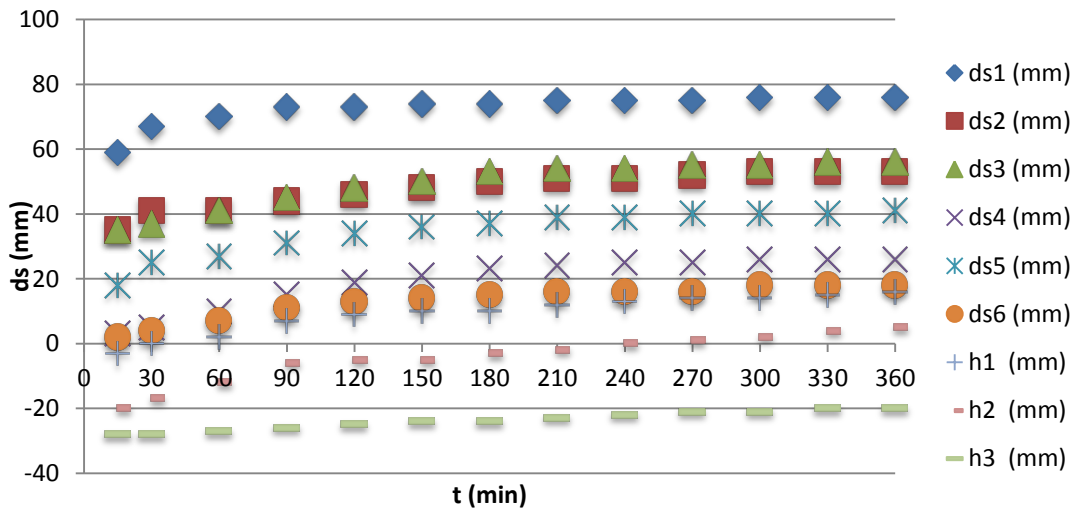 100
80
60
40
20
0
-20
-40
ds (mm)
0 30 60 90 120 150 180 210 240 270 300 330 360
t (min)
ds1 (mm)
ds2 (mm)
ds3 (mm)
ds4 (mm)
ds5 (mm)
ds6 (mm)
h1 (mm)
h2 (mm)
h3 (mm)